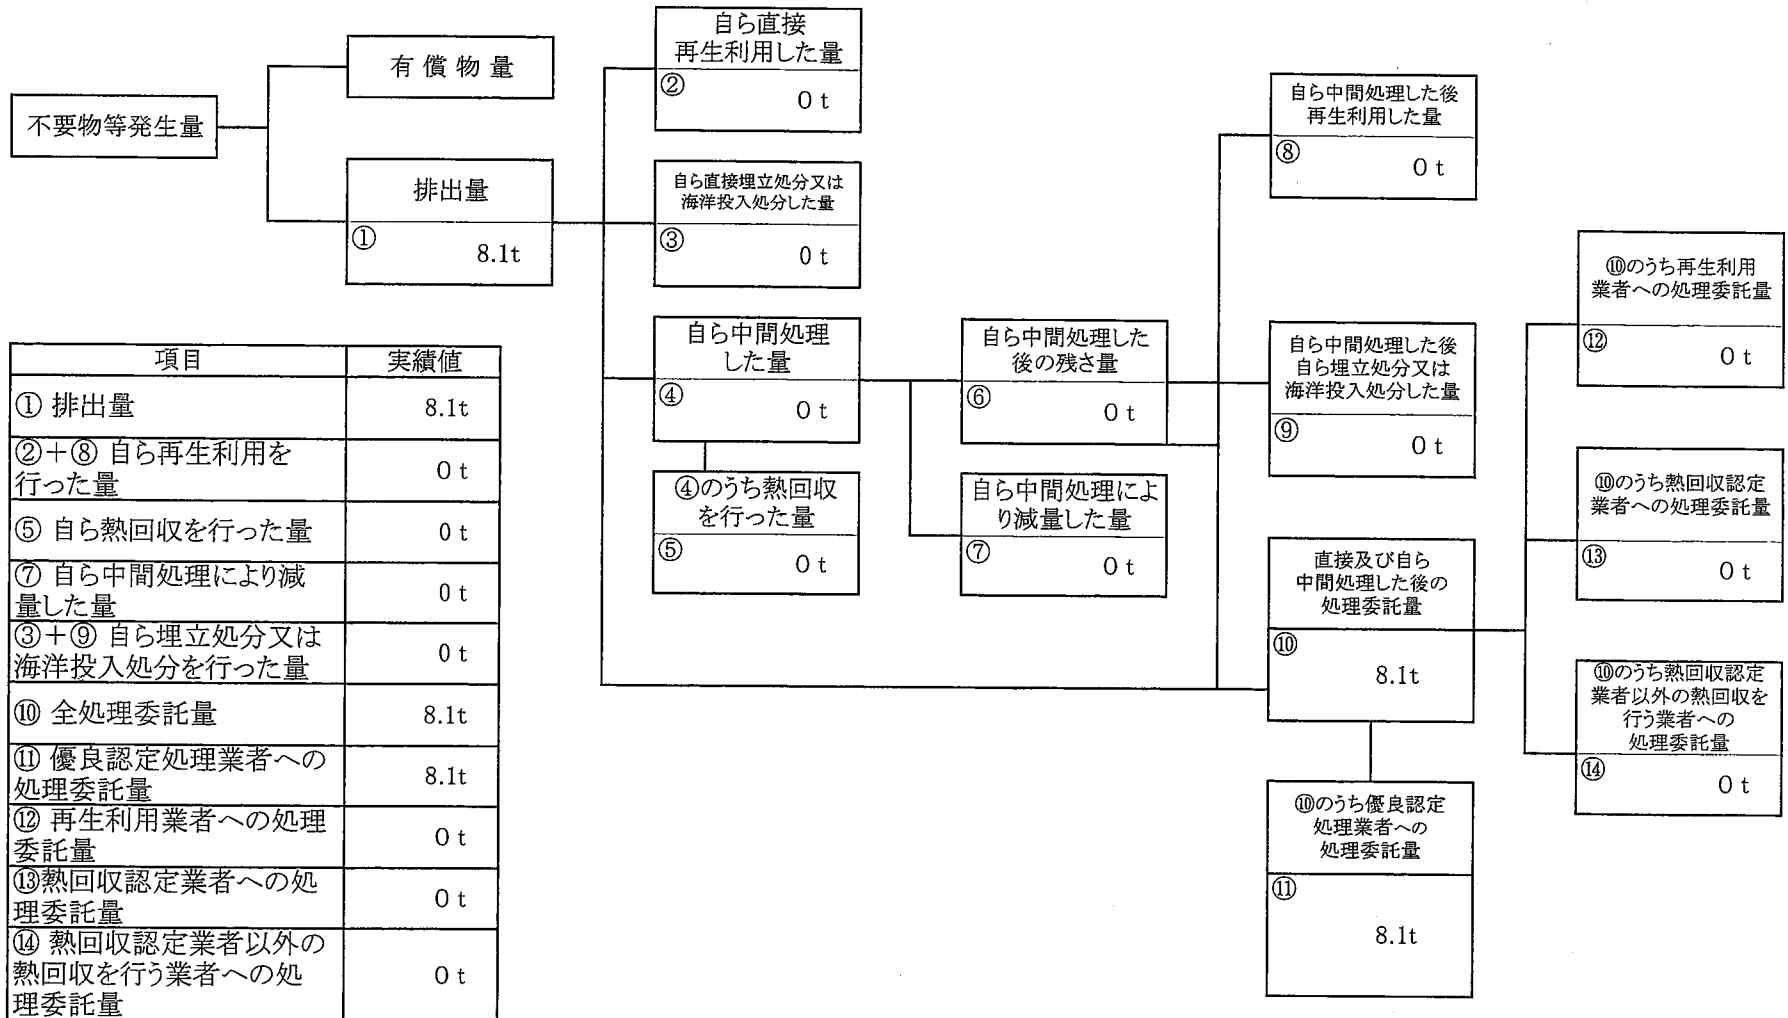 不要物等発生量
有償物量
排出量
①
8.1t
自ら直接
再生利用した量
②
0 t
自ら直接埋立処分又は
海洋投入処分した量
③
0 t
自ら中間処理
した量
④
0 t
④のうち熱回収
を行った量
⑤
0 t
自ら中間処理した
後の残さ量
⑥
0 t
自ら中間処理によ
り減量した量
⑦
0 t
自ら中間処理した後
再生利用した量
⑧
0 t
自ら中間処理した後
自ら埋立処分又は
海洋投入処分した量
⑨
0 t
直接及び自ら
中間処理した後の
処理委託量
⑩
8.1t
⑩のうち優良認定
処理業者への
処理委託量
⑪
8.1t
⑩のうち再生利用
業者への処理委託量
⑫
0 t
⑩のうち熱回収認定
業者への処理委託量
⑬
0 t
⑩のうち熱回収認定
業者以外の熱回収を
行う業者への
処理委託量
⑭
0 t
項目 実績値
① 排出量 8.1t
②＋⑧ 自ら再生利用を
行った量 0 t
⑤ 自ら熱回収を行った量 0 t
⑦ 自ら中間処理により減
量した量 0 t
③＋⑨ 自ら埋立処分又は
海洋投入処分を行った量 0 t
⑩ 全処理委託量 8.1t
⑪ 優良認定処理業者への
処理委託量 8.1t
⑫ 再生利用業者への処理
委託量 0 t
⑬熱回収認定業者への処
理委託量 0 t
⑭ 熱回収認定業者以外の
熱回収を行う業者への処
理委託量 0 t